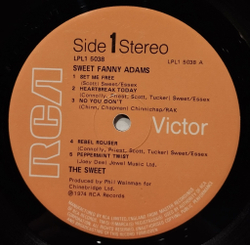 Side 1 Stereo
LPL1 5038
LPL1 5038 A
SWEET FANNY ADAMS
1 SET ME FREE
(Scott) Sweet/Essex
2 HEARTBREAK TODAY
(Connolly, Priest, Scott, Tucker) Sweet/Essex
3 NO YOU DON'T
(Chinn, Chapman) Chinnichap/RAK
RCA
Victor
4 REBEL ROUSER
(Connolly, Priest, Scott, Tucker) Sweet/Essex
5 PEPPERMINT TWIST
(Joey Dee) Jewel Music Ltd.
THE SWEET
Produced by Phil Wainman for
Chinnichap Ltd
℗ 1974 RCA Records